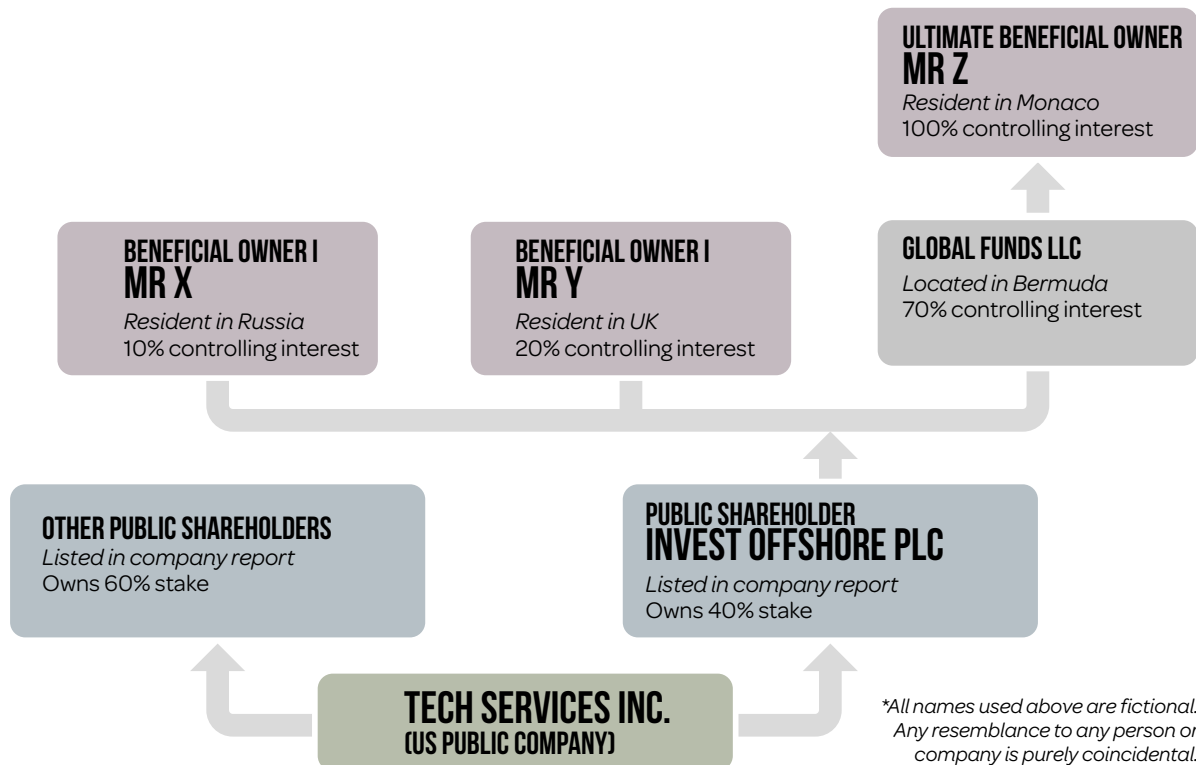 ULTIMATE BENEFICIAL OWNER
MR Z
Resident in Monaco
100% controlling interest
BENEFICIAL OWNER I
MR X
Resident in Russia
10% controlling interest
BENEFICIAL OWNER I
MR Y
Resident in UK
20% controlling interest
GLOBAL FUNDS LLC
Located in Bermuda
70% controlling interest
OTHER PUBLIC SHAREHOLDERS
Listed in company report
Owns 60% stake
PUBLIC SHAREHOLDER
INVEST OFFSHORE PLC
Listed in company report
Owns 40% stake
TECH SERVICES INC.
(US PUBLIC COMPANY)
*All names used above are fictional.
Any resemblance to any person or
company is purely coincidental.